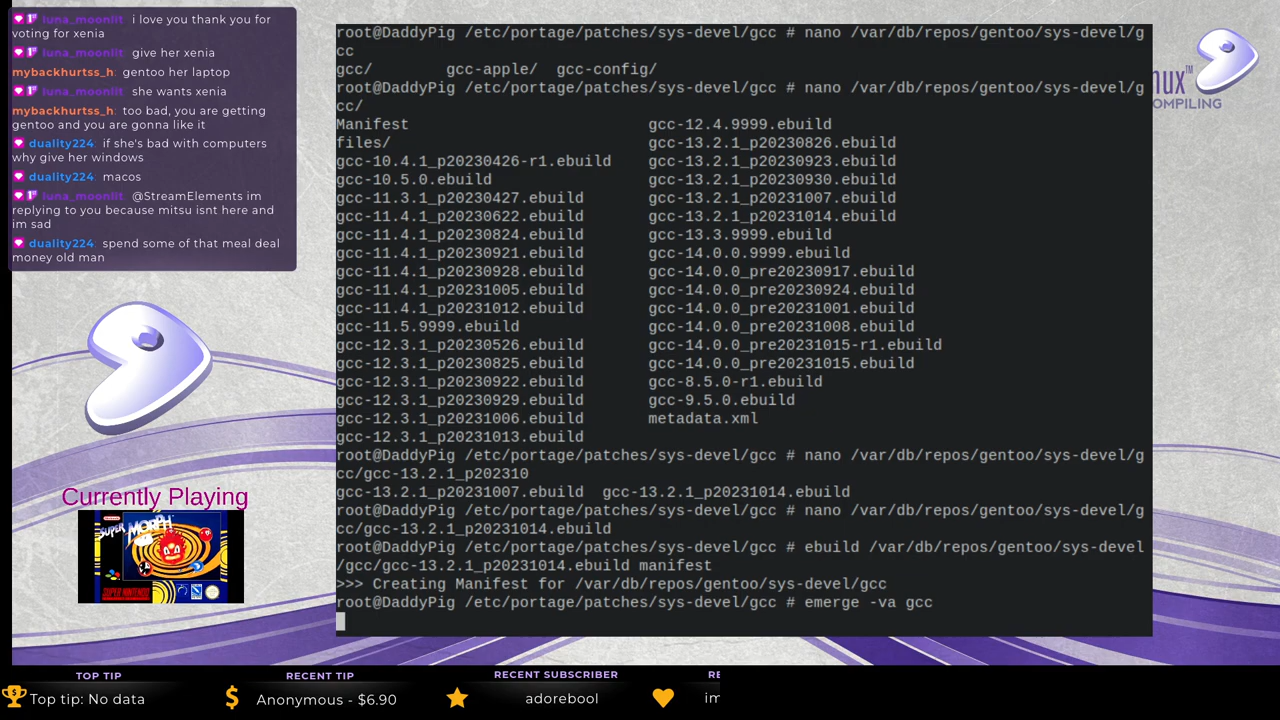 luna_moonlit: i love you thank you for
voting for xenia
luna_moonlit: give her xenia
mybackhurtss_h: gentoo her laptop
luna_moonlit: she wants xenia
mybackhurtss_h: too bad, you are getting
gentoo and you are gonna like it
duality224: if she's bad with computers
why give her windows
duality224: macos
luna_moonlit: @StreamElements im
replying to you because mitsu isnt here and
im sad
duality224: spend some of that meal deal
money old man
root@DaddyPig /etc/portage/patches/sys-devel/gcc # nano /var/db/repos/gentoo/sys-devel/g
cc
gcc/ gcc-apple/ gcc-config/
root@DaddyPig /etc/portage/patches/sys-devel/gcc # nano /var/db/repos/gentoo/sys-devel/g
cc/
Manifest gcc-12.4.9999.ebuild
files/ gcc-13.2.1_p20230826.ebuild
gcc-10.4.1_p20230426-r1.ebuild gcc-13.2.1_p20230923.ebuild
gcc-10.5.0.ebuild gcc-13.2.1_p20230930.ebuild
gcc-11.3.1_p20230427.ebuild gcc-13.2.1_p20231007.ebuild
gcc-11.4.1_p20230622.ebuild gcc-13.2.1_p20231014.ebuild
gcc-11.4.1_p20230824.ebuild gcc-13.3.9999.ebuild
gcc-11.4.1_p20230921.ebuild gcc-14.0.0.9999.ebuild
gcc-11.4.1_p20230928.ebuild gcc-14.0.0_pre20230917.ebuild
gcc-11.4.1_p20231005.ebuild gcc-14.0.0_pre20230924.ebuild
gcc-11.4.1_p20231012.ebuild gcc-14.0.0_pre20231001.ebuild
gcc-11.5.9999.ebuild gcc-14.0.0_pre20231008.ebuild
gcc-12.3.1_p20230526.ebuild gcc-14.0.0_pre20231015-r1.ebuild
gcc-12.3.1_p20230825.ebuild gcc-14.0.0_pre20231015.ebuild
gcc-12.3.1_p20230922.ebuild gcc-8.5.0-r1.ebuild
gcc-12.3.1_p20230929.ebuild gcc-9.5.0.ebuild
gcc-12.3.1_p20231006.ebuild metadata.xml
gcc-12.3.1_p20231013.ebuild
root@DaddyPig /etc/portage/patches/sys-devel/gcc # nano /var/db/repos/gentoo/sys-devel/g
cc/gcc-13.2.1_p202310
gcc-13.2.1_p20231007.ebuild gcc-13.2.1_p20231014.ebuild
root@DaddyPig /etc/portage/patches/sys-devel/gcc # nano /var/db/repos/gentoo/sys-devel/g
cc/gcc-13.2.1_p20231014.ebuild
root@DaddyPig /etc/portage/patches/sys-devel/gcc # ebuild /var/db/repos/gentoo/sys-devel
/gcc/gcc-13.2.1_p20231014.ebuild manifest
>>> Creating Manifest for /var/db/repos/gentoo/sys-devel/gcc
root@DaddyPig /etc/portage/patches/sys-devel/gcc # emerge -va gcc
nux™
OMPILING
Currently Playing
SUPER MORPH
SUPER NINTENDO
TOP TIP
Top tip: No data
RECENT TIP
Anonymous - $6.90
RECENT SUBSCRIBER
adorebool
RE
im